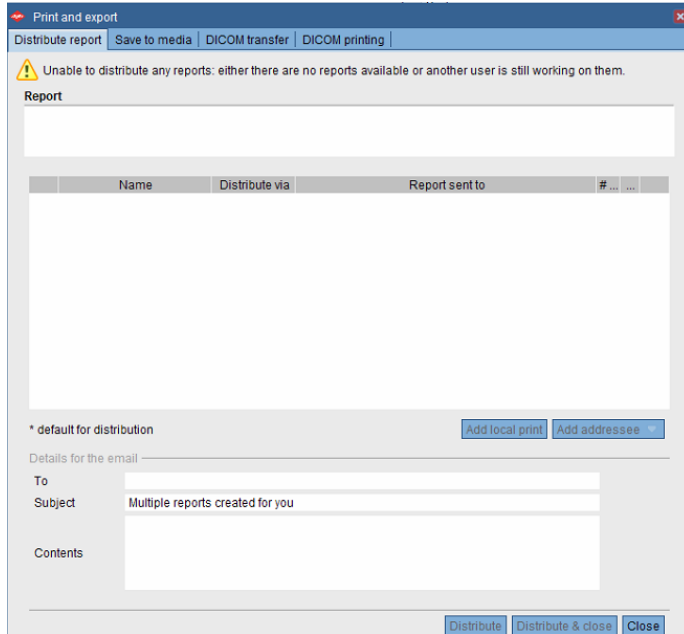 Print and export
Distribute report Save to media DICOM transfer DICOM printing
Unable to distribute any reports: either there are no reports available or another user is still working on them.
Report
Name Distribute via Report sent to # ... ...
* default for distribution Add local print Add addressee
Details for the email
To
Subject Multiple reports created for you
Contents
Distribute Distribute & close Close